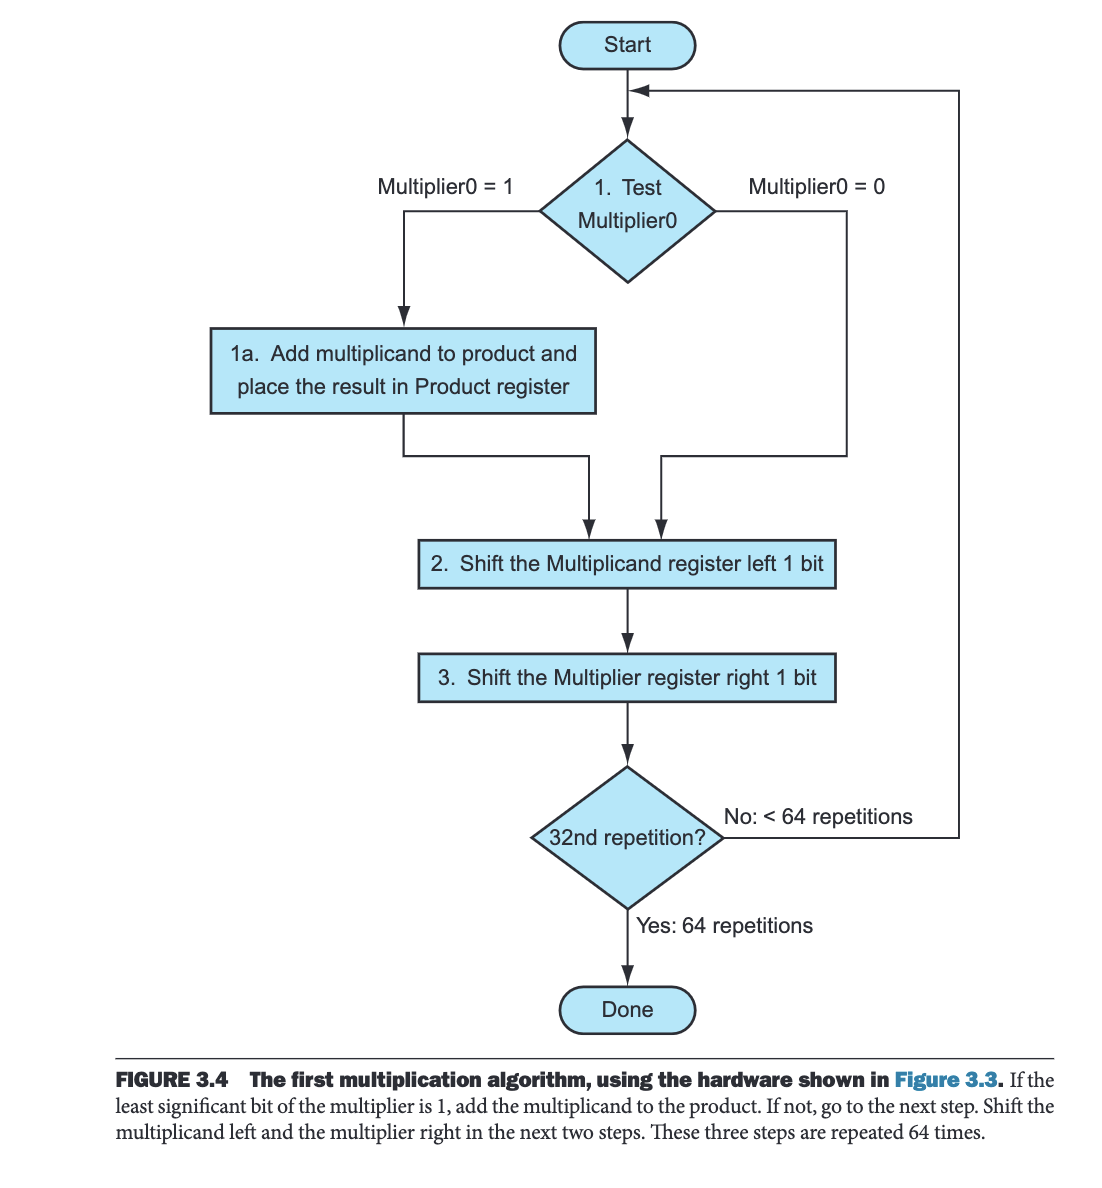 Start
Multiplier0 = 1
1. Test
Multiplier0
Multiplier0 = 0
1a. Add multiplicand to product and
place the result in Product register
2. Shift the Multiplicand register left 1 bit
3. Shift the Multiplier register right 1 bit
32nd repetition?
No: < 64 repetitions
Yes: 64 repetitions
Done
FIGURE 3.4 The first multiplication algorithm, using the hardware shown in Figure 3.3. If the
least significant bit of the multiplier is 1, add the multiplicand to the product. If not, go to the next step. Shift the
multiplicand left and the multiplier right in the next two steps. These three steps are repeated 64 times.